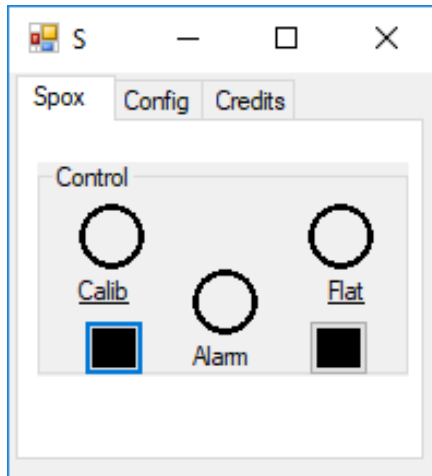 S
Spox Config Credits
Control
Calib Flat
Alarm